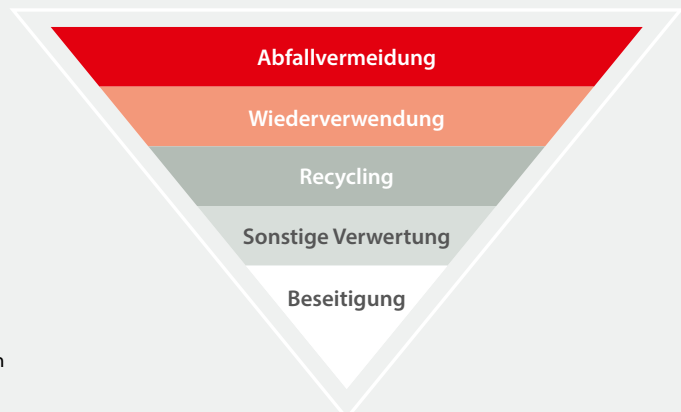 Abfallvermeidung
Wiederverwendung
Recycling
Sonstige Verwertung
Beseitigung
n